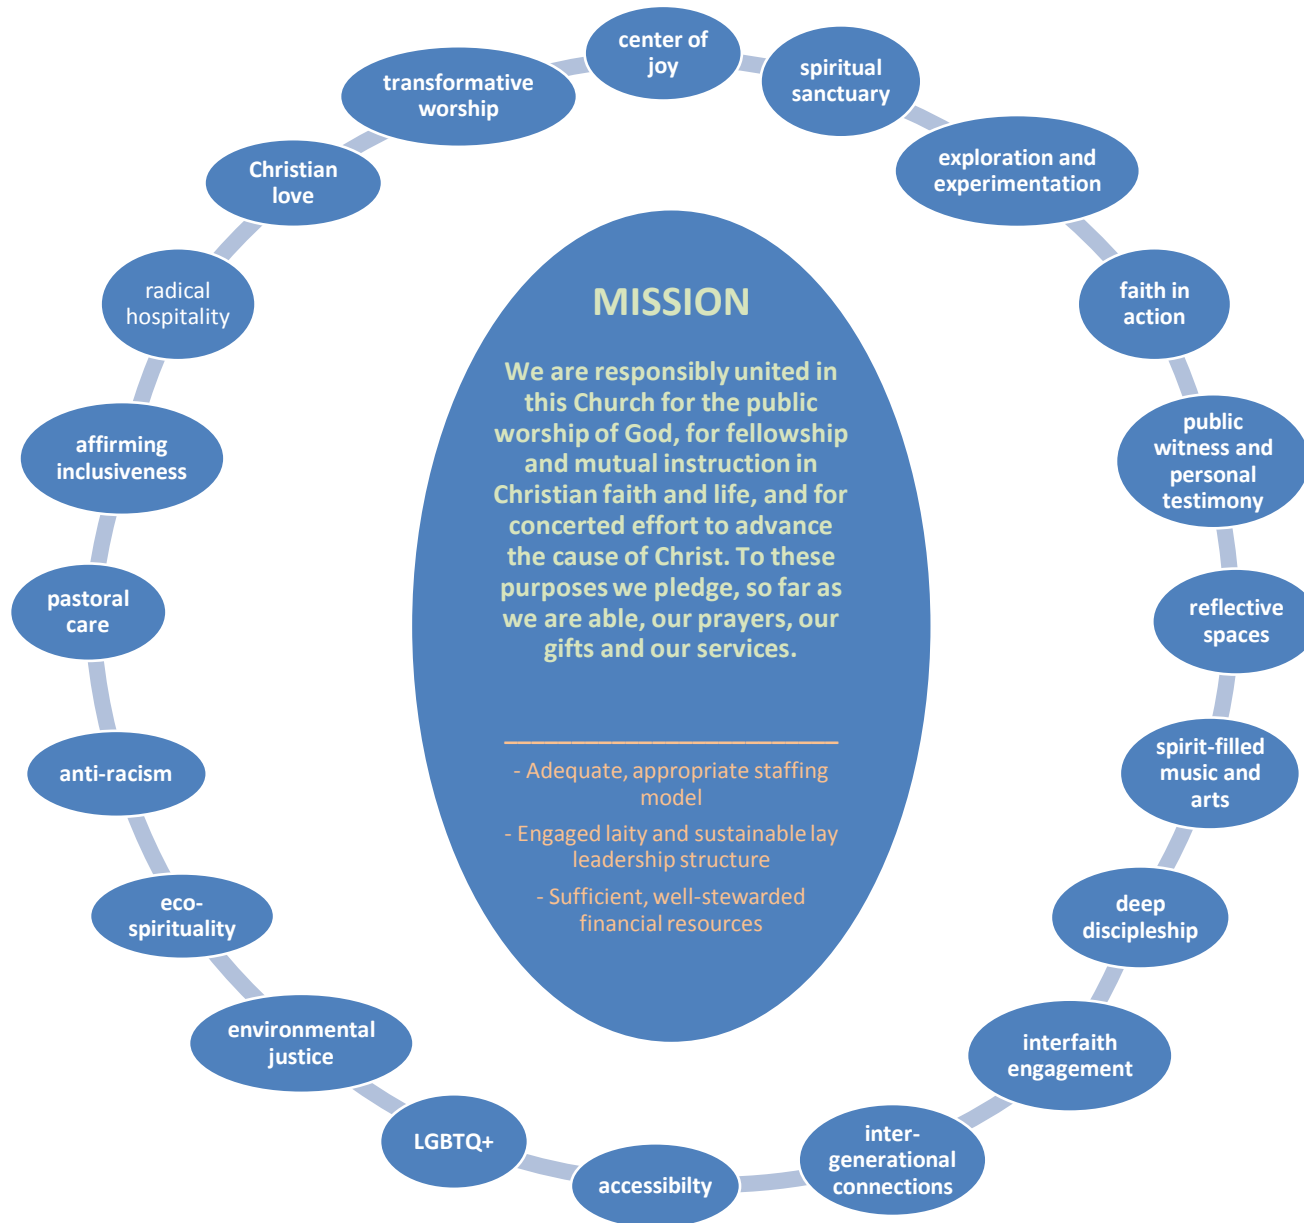 center of
joy
spiritual
sanctuary
exploration and
experimentation
faith in
action
public
witness and
personal
testimony
reflective
spaces
spirit-filled
music and
arts
deep
discipleship
interfaith
engagement
inter-
generational
connections
accessibilty
LGBTQ+
environmental
justice
eco-
spirituality
anti-racism
pastoral
care
affirming
inclusiveness
radical
hospitality
Christian
love
transformative
worship
MISSION
We are responsibly united in
this Church for the public
worship of God, for fellowship
and mutual instruction in
Christian faith and life, and for
concerted effort to advance
the cause of Christ. To these
purposes we pledge, so far as
we are able, our prayers, our
gifts and our services.
- Adequate, appropriate staffing
model
- Engaged laity and sustainable lay
leadership structure
- Sufficient, well-stewarded
financial resources